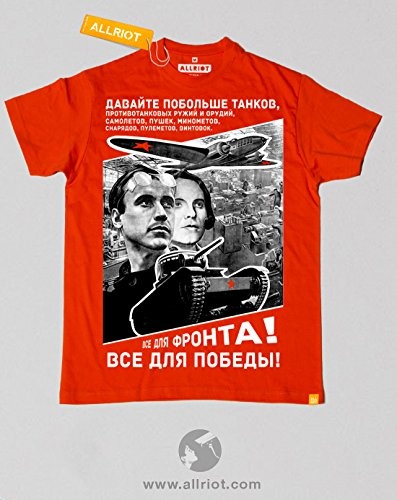 ALLRIOT
M
ALLRIOT
ДАВАЙТЕ ПОБОЛЬШЕ ТАНКОВ,
ПРОТИВОТАНКОВЫХ РУЖИЙ И ОРУДИЙ,
САМОЛЕТОВ, ПУШЕК, МИНОМЕТОВ,
СНАРЯДОВ, ПУЛЕМЕТОВ, ВИНТОВОК.
ВСЕ ДЛЯ ФРОНТА!
ВСЕ ДЛЯ ПОБЕДЫ!
www.allriot.com